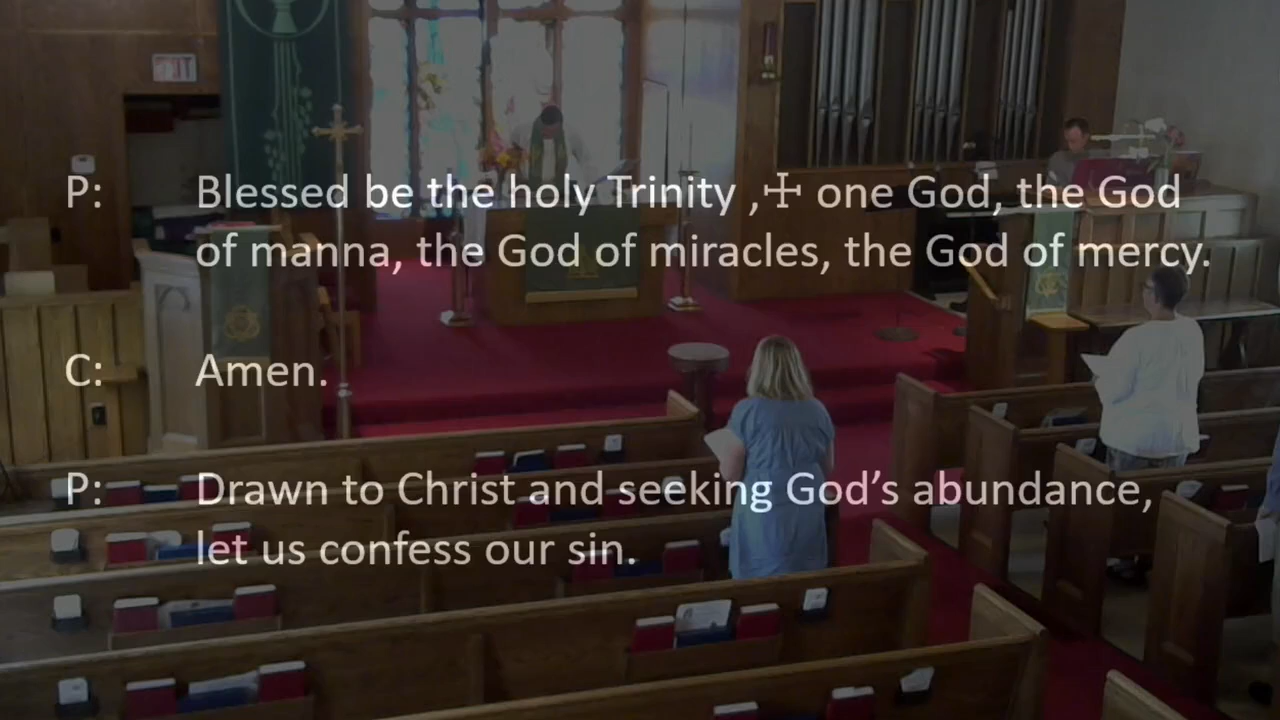 EXIT
P: Blessed be the holy Trinity ,☩ one God, the God
of manna, the God of miracles, the God of mercy.
C: Amen.
P: Drawn to Christ and seeking God’s abundance,
let us confess our sin.